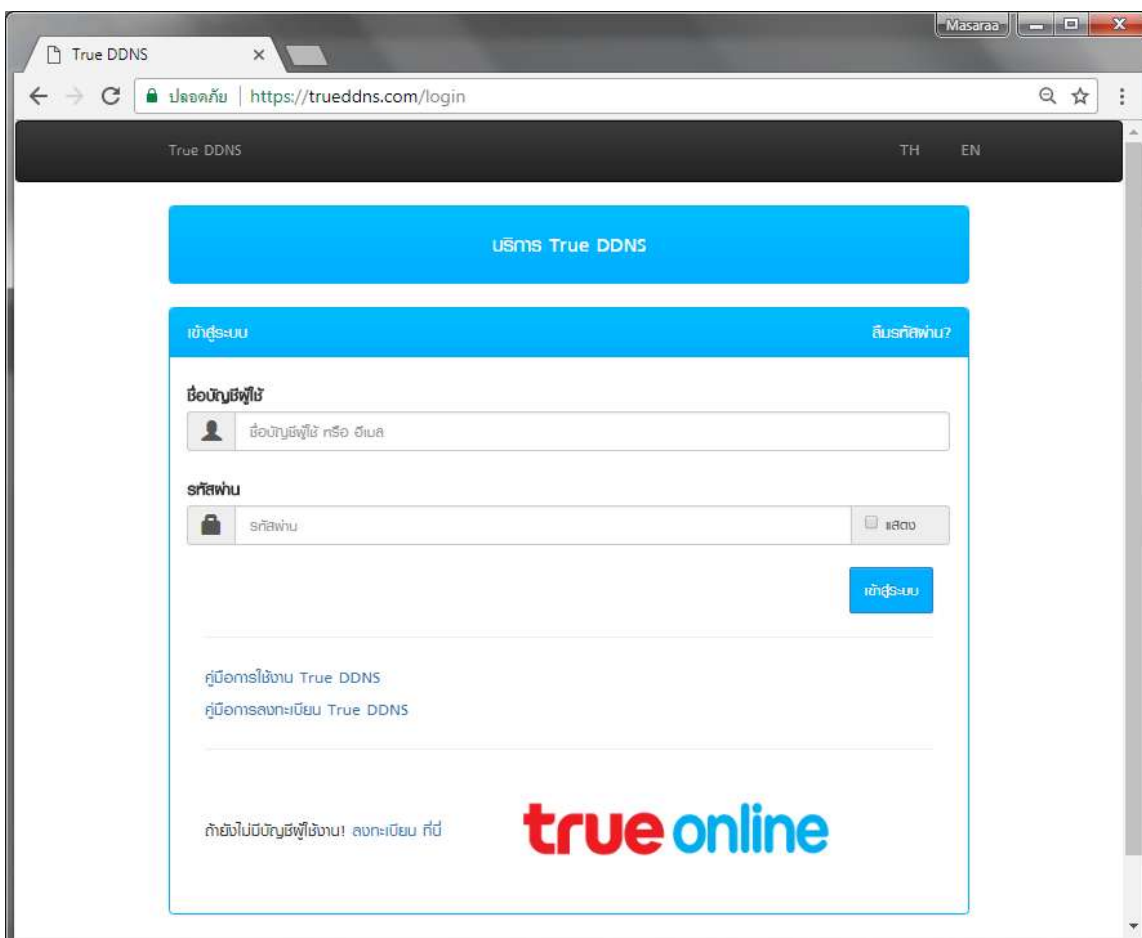 Masaraa
True DDNS
ปลอดภัย | https://trueddns.com/login
True DDNS TH EN
บริการ True DDNS
เข้าสู่ระบบ ลืมรหัสผ่าน?
ชื่อบัญชีผู้ใช้
ชื่อบัญชีผู้ใช้ หรือ อีเมล
รหัสผ่าน
รหัสผ่าน แสดง
เข้าสู่ระบบ
คู่มือการใช้งาน True DDNS
คู่มือการลงทะเบียน True DDNS
ถ้ายังไม่มีบัญชีผู้ใช้งาน! ลงทะเบียน ที่นี่
true online